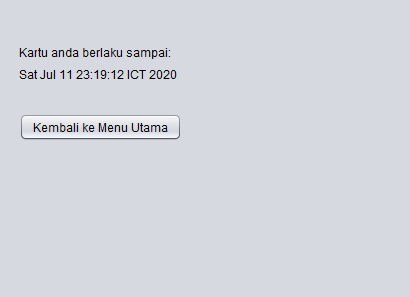 Kartu anda berlaku sampai:
Sat Jul 11 23:19:12 ICT 2020
Kembali ke Menu Utama